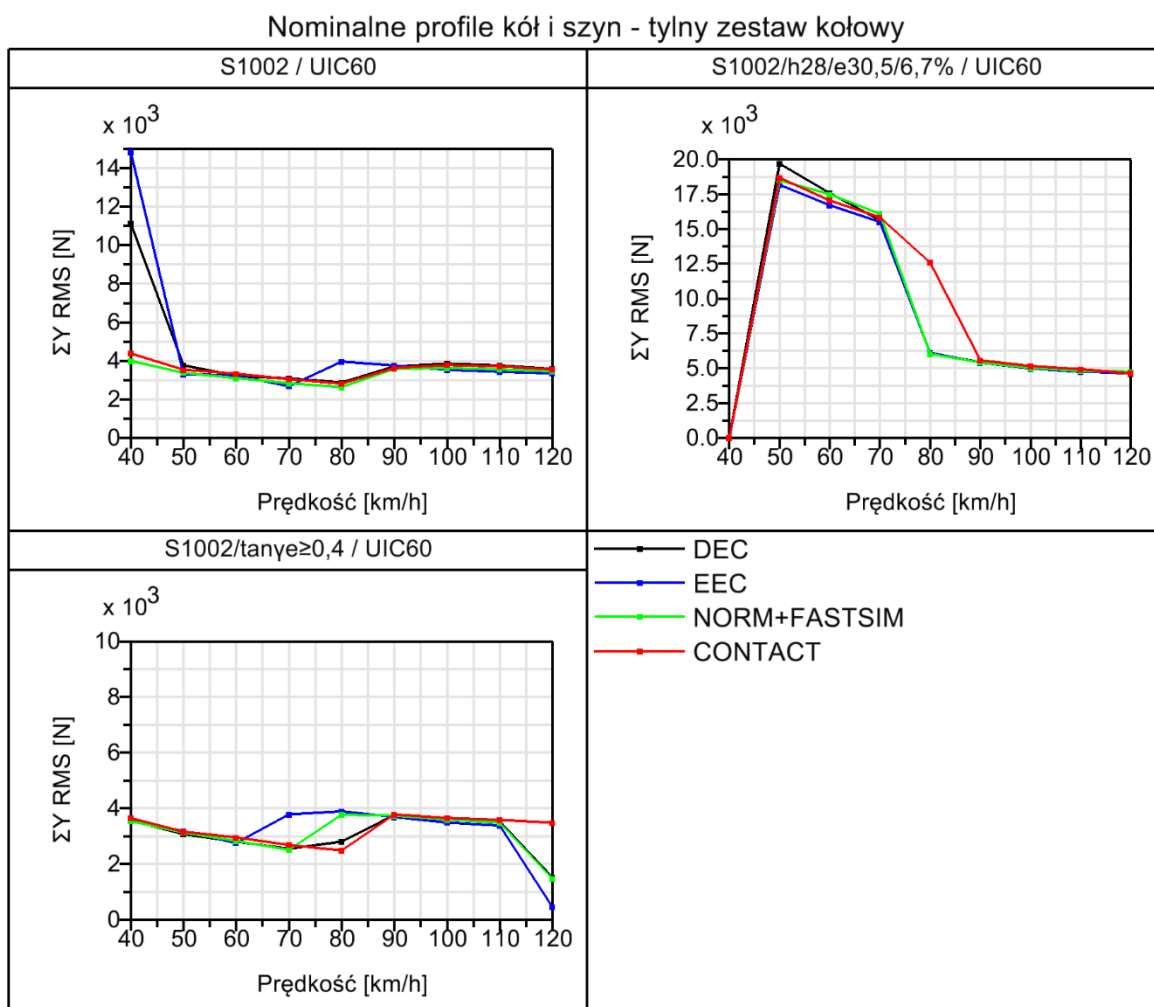 Nominalne profile kół i szyn - tylny zestaw kołowy
S1002 / UIC60
x 10³
ΣY RMS [N]
14
12
10
8
6
4
2
0
40 50 60 70 80 90 100 110 120
Prędkość [km/h]
S1002/h28/e30,5/6,7% / UIC60
x 10³
ΣY RMS [N]
20.0
17.5
15.0
12.5
10.0
7.5
5.0
2.5
0.0
40 50 60 70 80 90 100 110 120
Prędkość [km/h]
S1002/tanγe≥0,4 / UIC60
x 10³
ΣY RMS [N]
10
8
6
4
2
0
40 50 60 70 80 90 100 110 120
Prędkość [km/h]
DEC
EEC
NORM+FASTSIM
CONTACT